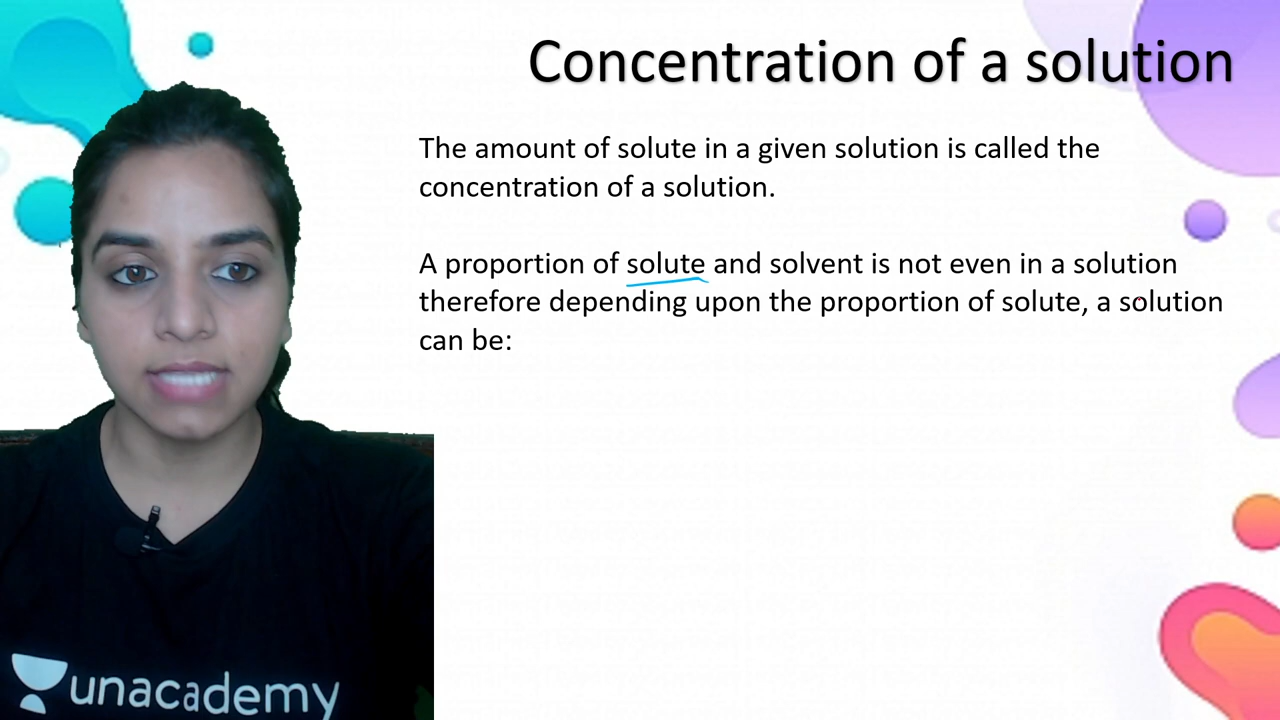 Concentration of a solution
The amount of solute in a given solution is called the
concentration of a solution.
A proportion of solute and solvent is not even in a solution
therefore depending upon the proportion of solute, a solution
can be:
unacademy